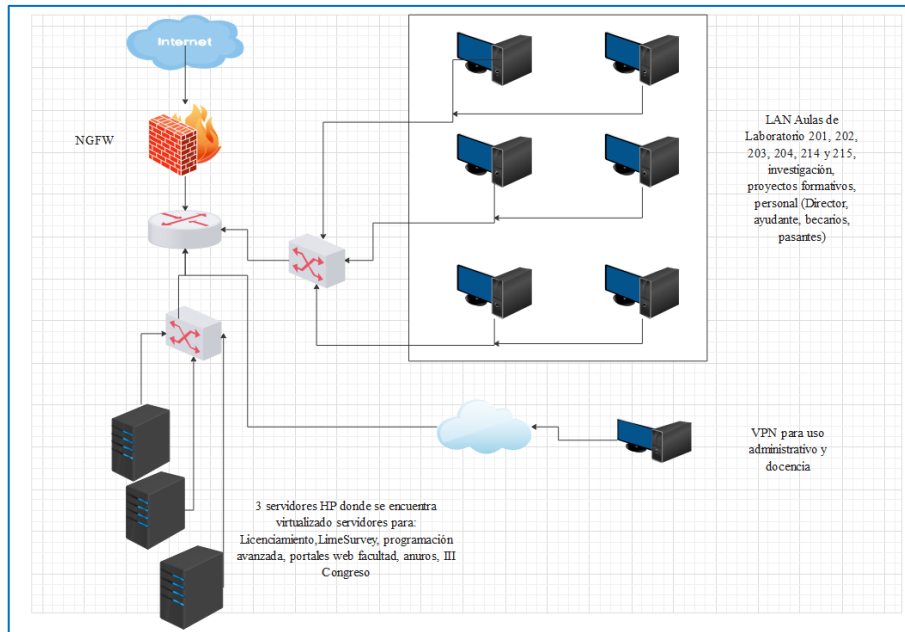 Internet
NGFW
LAN Aulas de
Laboratorio 201, 202,
203, 204, 214 y 215,
investigación,
proyectos formativos,
personal (Director,
ayudante, becarios,
pasantes)
VPN para uso
administrativo y
docencia
3 servidores HP donde se encuentra
virtualizado servidores para:
Licenciamiento,LimeSurvey, programación
avanzada, portales web facultad, anuros, III
Congreso